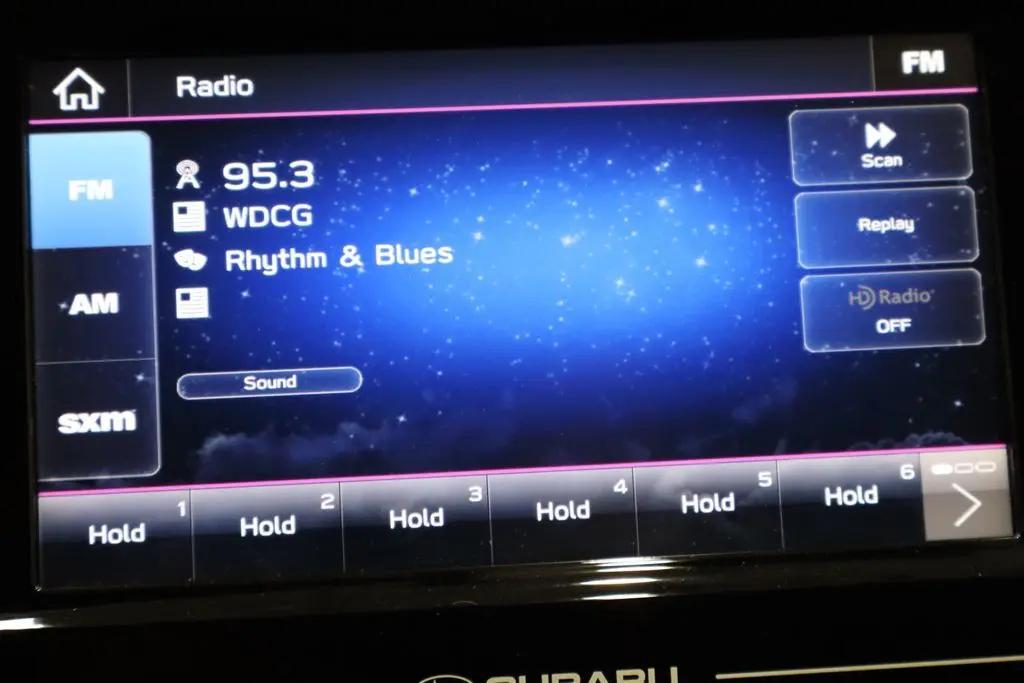 Radio
FM
FM
AM
sxm
95.3
WDCG
Rhythm & Blues
Sound
Scan
Replay
HD Radio
OFF
1
Hold
2
Hold
3
Hold
4
Hold
5
Hold
6
Hold
SUBARU